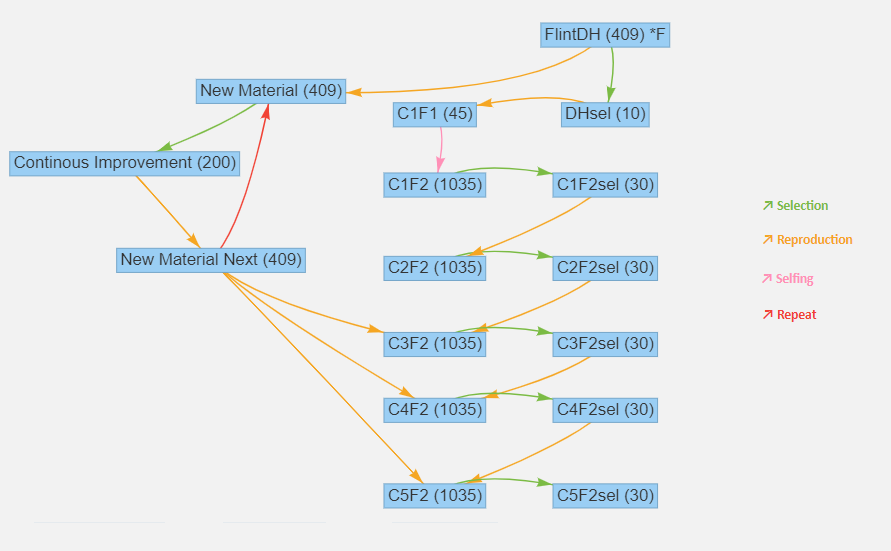 FlintDH (409) *F
New Material (409)
C1F1 (45)
DHsel (10)
Continous Improvement (200)
C1F2 (1035)
C1F2sel (30)
Selection
Reproduction
New Material Next (409)
C2F2 (1035)
C2F2sel (30)
Selfing
Repeat
C3F2 (1035)
C3F2sel (30)
C4F2 (1035)
C4F2sel (30)
C5F2 (1035)
C5F2sel (30)